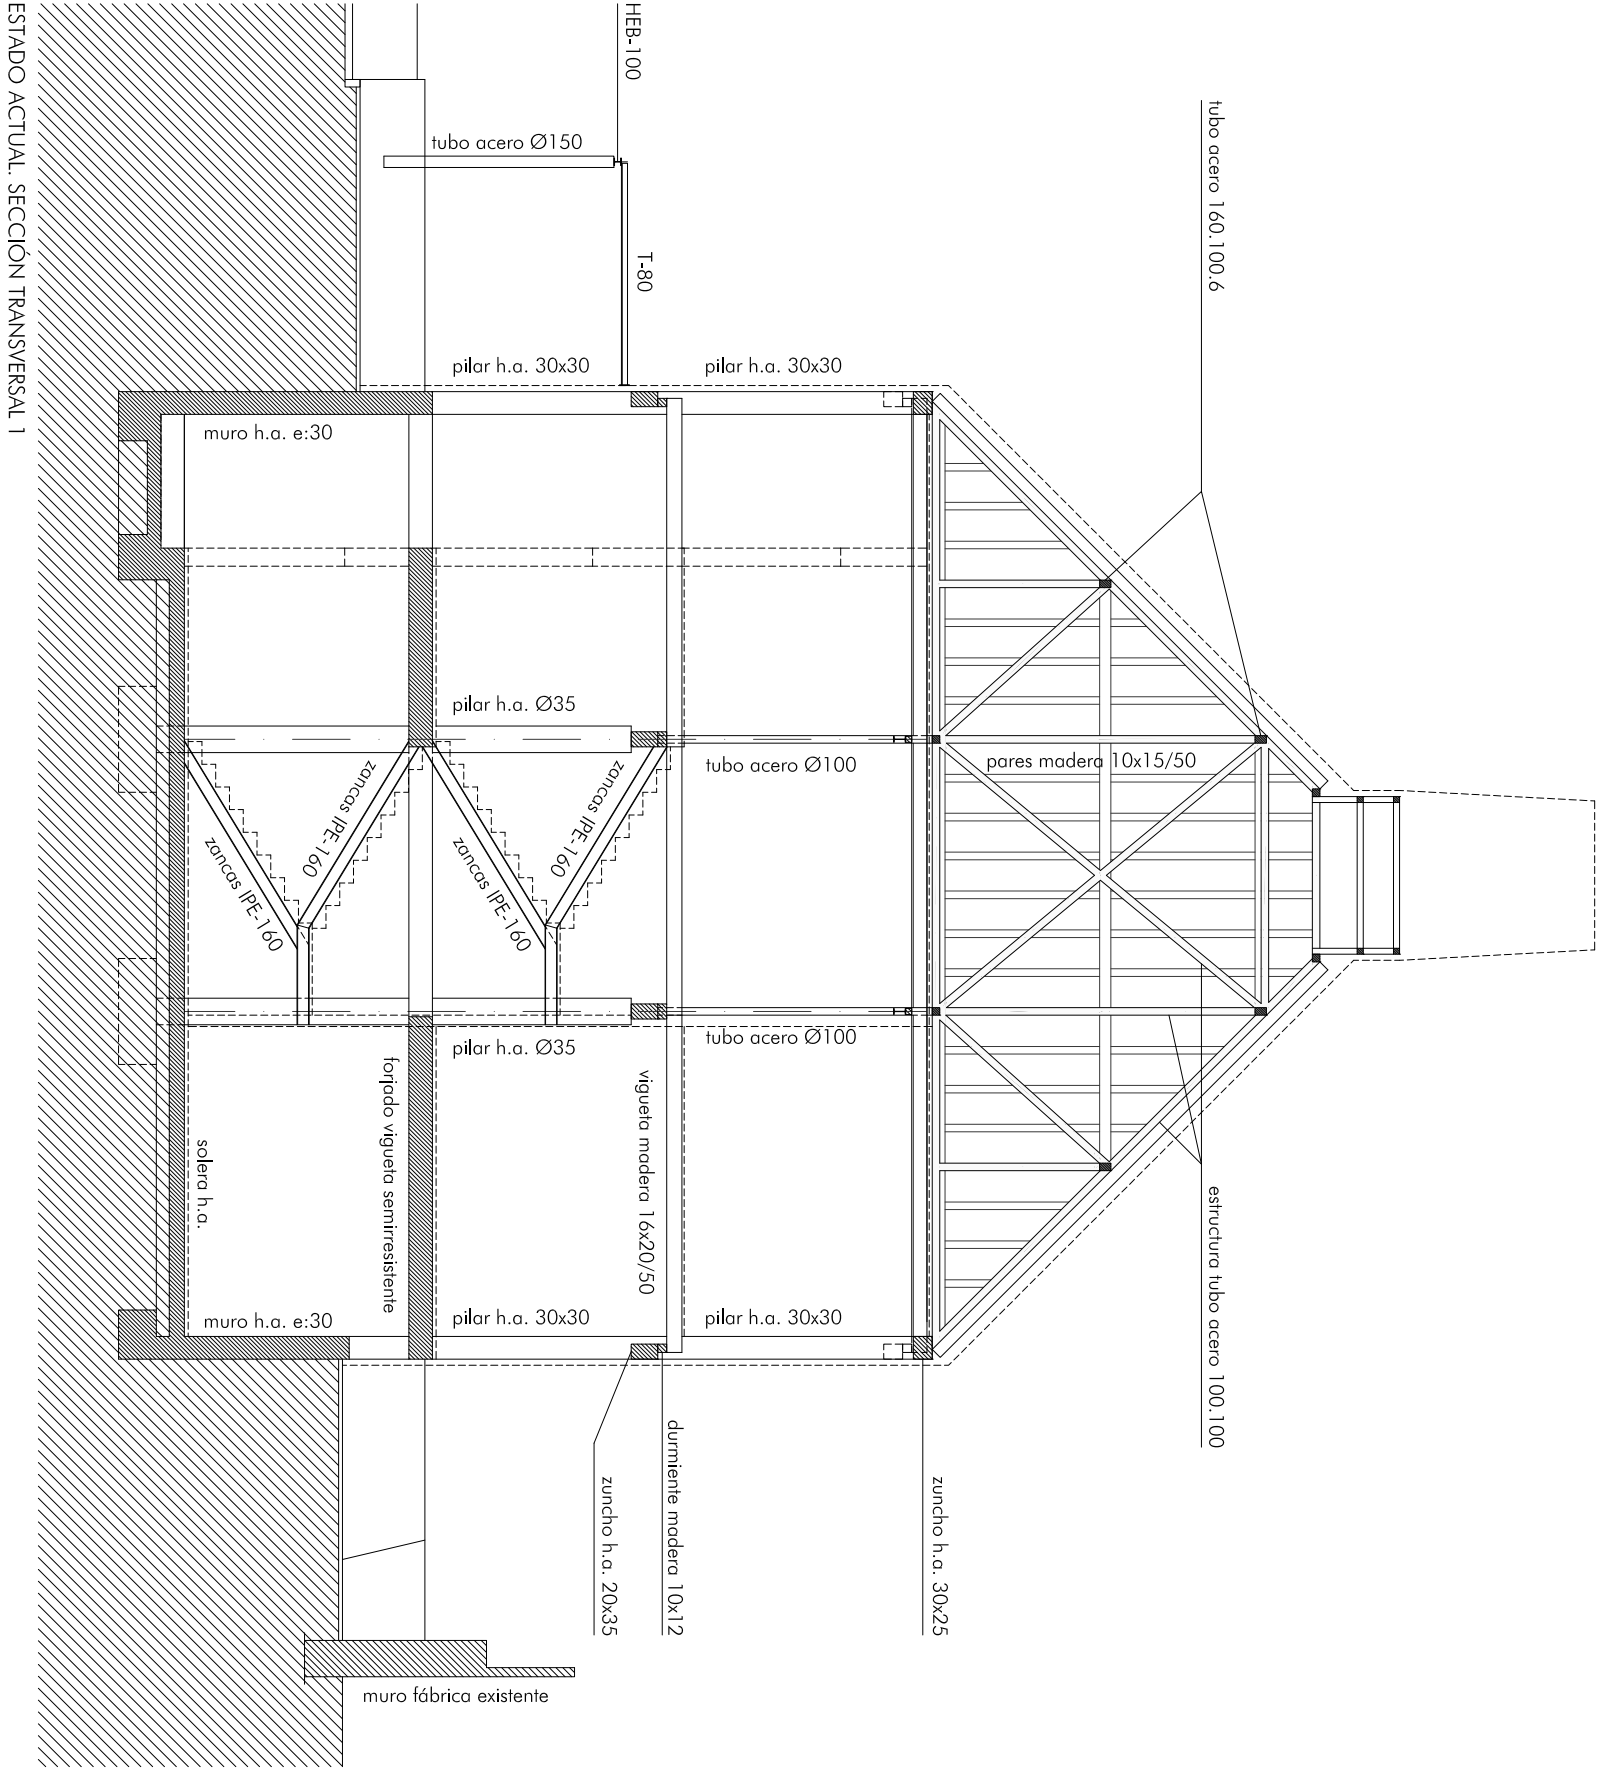 ESTADO ACTUAL. SECCIÓN TRANSVERSAL 1
HEB-100
tubo acero Ø150
T-80
tubo acero 160.100.6
pilar h.a. 30x30
pilar h.a. 30x30
muro h.a. e:30
pilar h.a. Ø35
tubo acero Ø100
pares madera 10x15/50
zancas IPE-160
zancas IPE-160
zancas IPE-160
zancas IPE-160
pilar h.a. Ø35
tubo acero Ø100
solera h.a.
forjado vigueta semirresistente
vigueta madera 16x20/50
estructura tubo acero 100.100
muro h.a. e:30
pilar h.a. 30x30
pilar h.a. 30x30
zuncho h.a. 20x35
durmiente madera 10x12
zuncho h.a. 30x25
muro fábrica existente